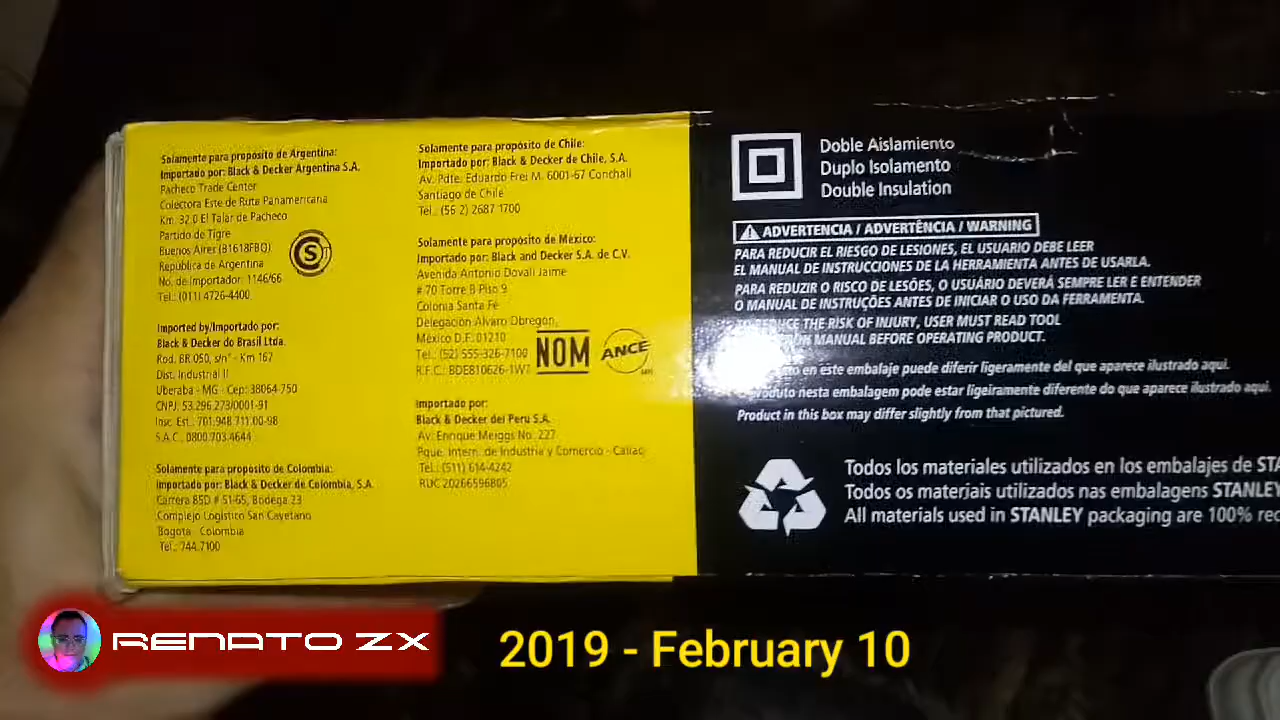 Solamente para propósito de Argentina:
Importado por: Black & Decker Argentina S.A.
Pacheco Trade Center
Colectora Este de Ruta Panamericana
Km. 32.0 El Talar de Pacheco
Partido de Tigre
Buenos Aires (B1618FBQ)
República de Argentina
No. de Importador: 1146/66
Tel.: (011) 4726-4400
S
Imported by/Importado por:
Black & Decker do Brasil Ltda.
Rod. BR 050, s/n° - Km 167
Dist. Industrial II
Uberaba - MG - Cep: 38064-750
CNPJ: 53.296.273/0001-91
Insc. Est.: 701.948.711.00-98
S.A.C.: 0800.703.4644
Solamente para propósito de Colombia:
Importado por: Black & Decker de Colombia, S.A.
Carrera 85D # 51-65, Bodega 23
Complejo Logístico San Cayetano
Bogotá - Colombia
Tel.: 744.7100
Solamente para propósito de Chile:
Importado por: Black & Decker de Chile, S.A.
Av. Pdte. Eduardo Frei M. 6001-67 Conchalí
Santiago de Chile
Tel.: (56 2) 2687 1700
Solamente para propósito de México:
Importado por: Black and Decker S.A. de C.V.
Avenida Antonio Dovalí Jaime
# 70 Torre B Piso 9
Colonia Santa Fé
Delegación Alvaro Obregon,
México D.F. 01210
Tel.: (52) 555-326-7100
R.F.C.: BDE810626-1W7
NOM
ANCE
Importado por:
Black & Decker del Perú S.A.
Av. Enrique Meiggs No. 227
Pque. Intern. de Industria y Comercio - Callao
Tel.: (511) 614-4242
RUC 20266596805
Doble Aislamiento
Duplo Isolamento
Double Insulation
ADVERTENCIA / ADVERTÊNCIA / WARNING
PARA REDUCIR EL RIESGO DE LESIONES, EL USUARIO DEBE LEER
EL MANUAL DE INSTRUCCIONES DE LA HERRAMIENTA ANTES DE USARLA.
PARA REDUZIR O RISCO DE LESÕES, O USUÁRIO DEVERÁ SEMPRE LER E ENTENDER
O MANUAL DE INSTRUÇÕES ANTES DE INICIAR O USO DA FERRAMENTA.
THE RISK OF INJURY, USER MUST READ TOOL
MANUAL BEFORE OPERATING PRODUCT.
en este embalaje puede diferir ligeramente del que aparece ilustrado aqui.
nesta embalagem pode estar ligeiramente diferente do que aparece ilustrado aqui.
Product in this box may differ slightly from that pictured.
Todos los materiales utilizados en los embalajes de
Todos os materiais utilizados nas embalagens STANLEY
All materials used in STANLEY packaging are 100%
RENATO ZX
2019 - February 10